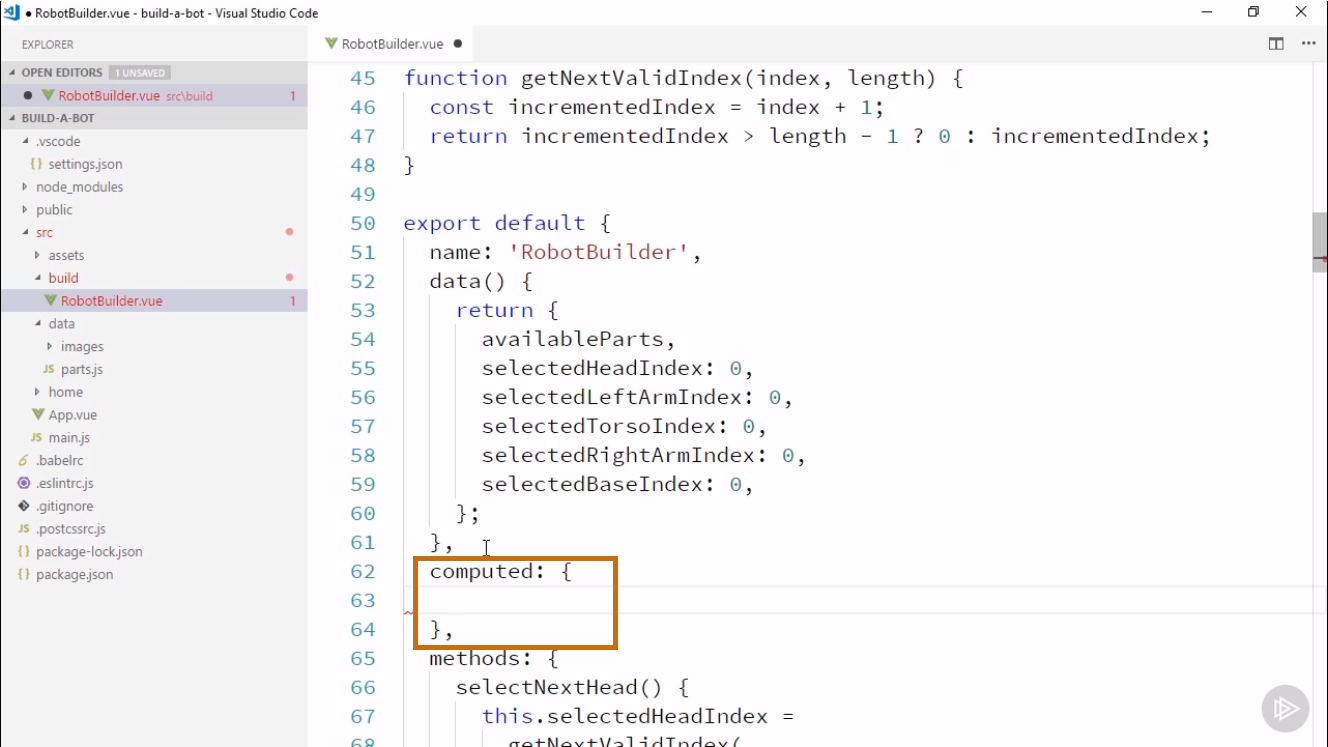 ● RobotBuilder.vue - build-a-bot - Visual Studio Code
EXPLORER
OPEN EDITORS 1 UNSAVED
RobotBuilder.vue src\build 1
BUILD-A-BOT
.vscode
{} settings.json
node_modules
public
src
assets
build
RobotBuilder.vue 1
data
images
JS parts.js
home
App.vue
JS main.js
.babelrc
.eslintrc.js
.gitignore
JS .postcssrc.js
{} package-lock.json
{} package.json
RobotBuilder.vue ●
45 function getNextValidIndex(index, length) {
46 const incrementedIndex = index + 1;
47 return incrementedIndex > length - 1 ? 0 : incrementedIndex;
48 }
49
50 export default {
51 name: 'RobotBuilder',
52 data() {
53 return {
54 availableParts,
55 selectedHeadIndex: 0,
56 selectedLeftArmIndex: 0,
57 selectedTorsoIndex: 0,
58 selectedRightArmIndex: 0,
59 selectedBaseIndex: 0,
60 };
61 },
62 computed: {
63
64 },
65 methods: {
66 selectNextHead() {
67 this.selectedHeadIndex =
68 getNextValidIndex(